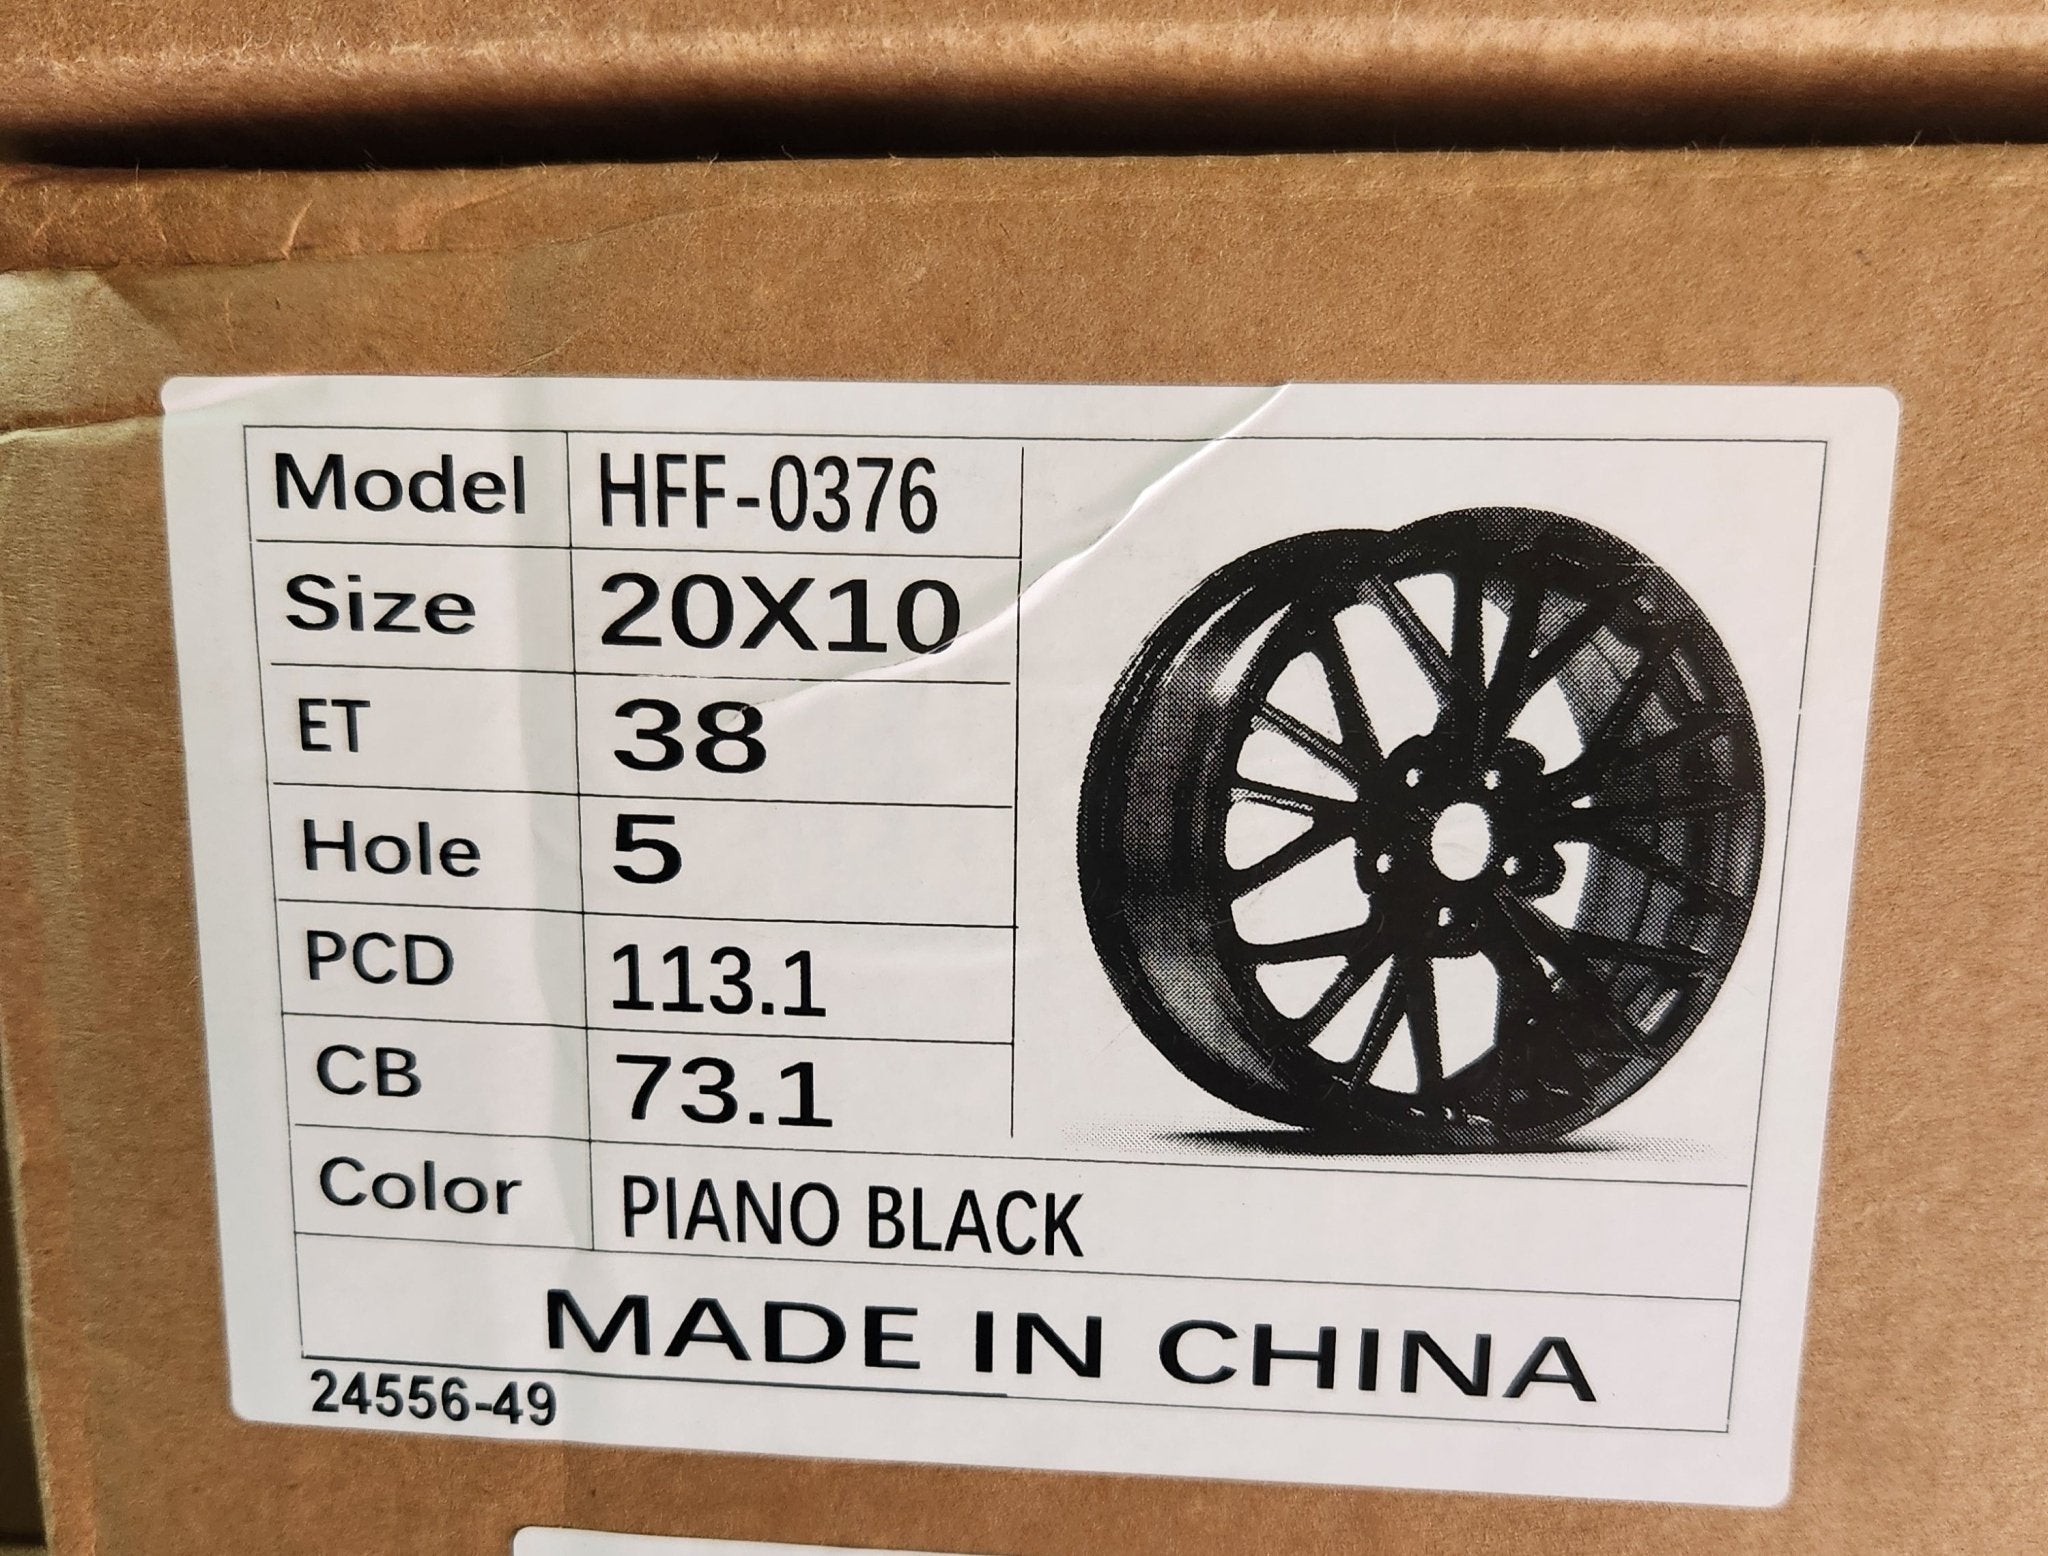 Model HFF-0376
Size 20X10
ET 38
Hole 5
PCD 113.1
CB 73.1
Color PIANO BLACK
MADE IN CHINA
24556-49